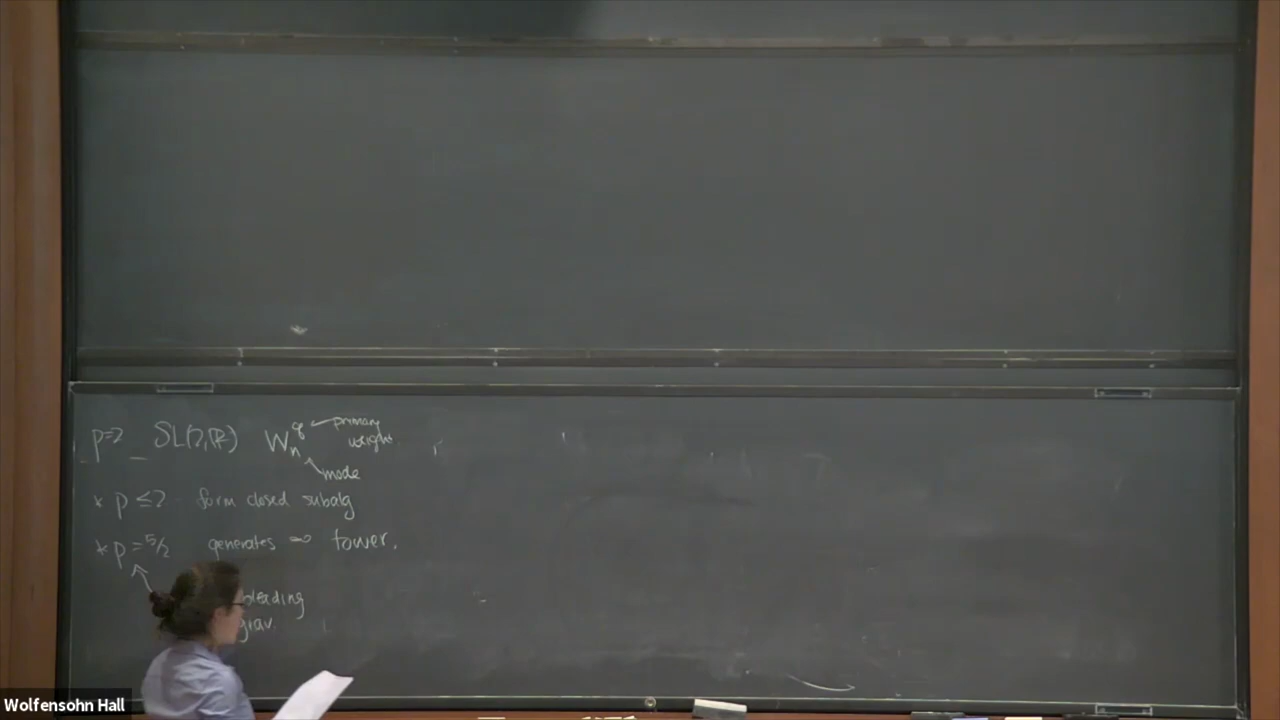 p=2 SL(2,R) W_n^q primary weight
mode
* p ≤ 2 form closed subalg
* p = 5/2 generates ∞ tower.
leading
grav.
Wolfensohn Hall